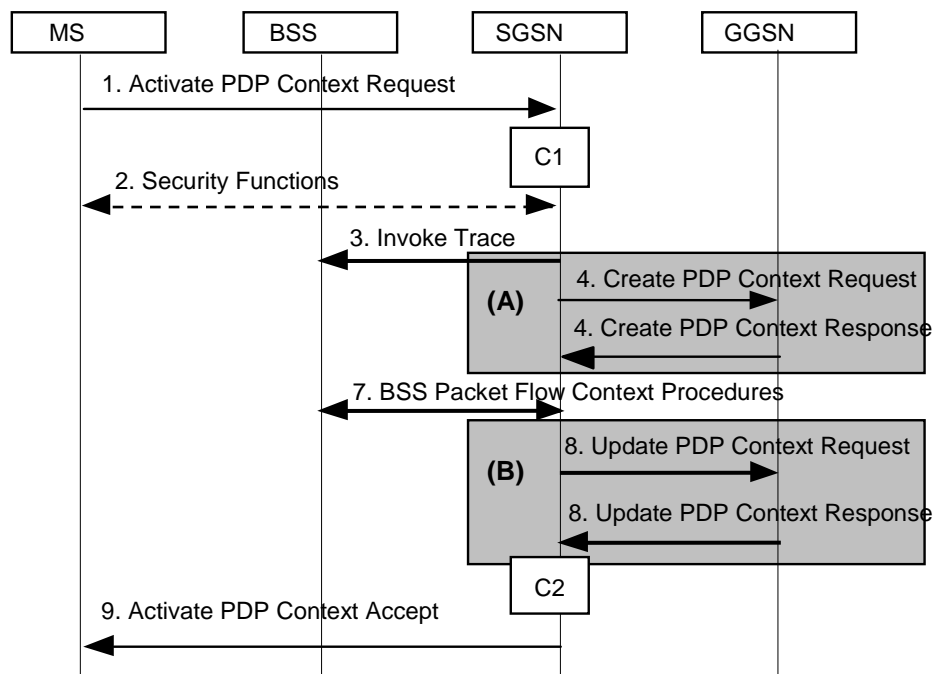 MS
BSS
SGSN
GGSN
1. Activate PDP Context Request
C1
2. Security Functions
3. Invoke Trace
4. Create PDP Context Request
(A)
4. Create PDP Context Response
7. BSS Packet Flow Context Procedures
8. Update PDP Context Request
(B)
8. Update PDP Context Response
C2
9. Activate PDP Context Accept